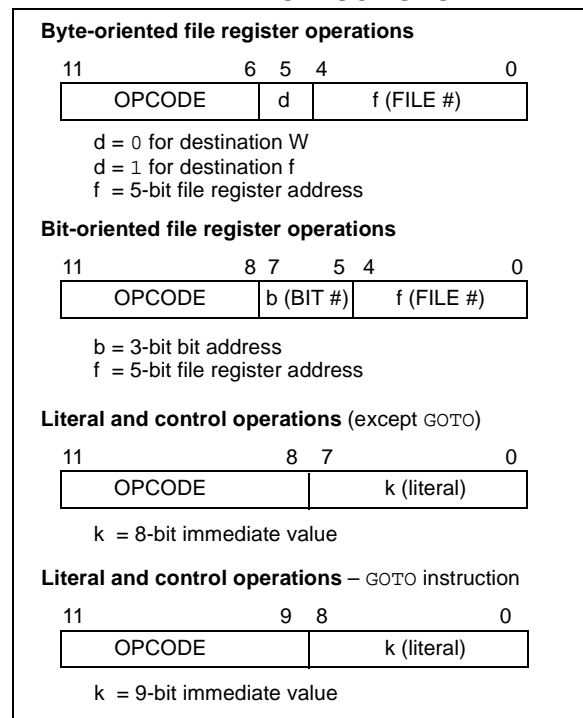 Byte-oriented file register operations
11 6 5 4 0
OPCODE d f (FILE #)
d = 0 for destination W
d = 1 for destination f
f = 5-bit file register address
Bit-oriented file register operations
11 8 7 5 4 0
OPCODE b (BIT #) f (FILE #)
b = 3-bit bit address
f = 5-bit file register address
Literal and control operations (except GOTO)
11 8 7 0
OPCODE k (literal)
k = 8-bit immediate value
Literal and control operations – GOTO instruction
11 9 8 0
OPCODE k (literal)
k = 9-bit immediate value